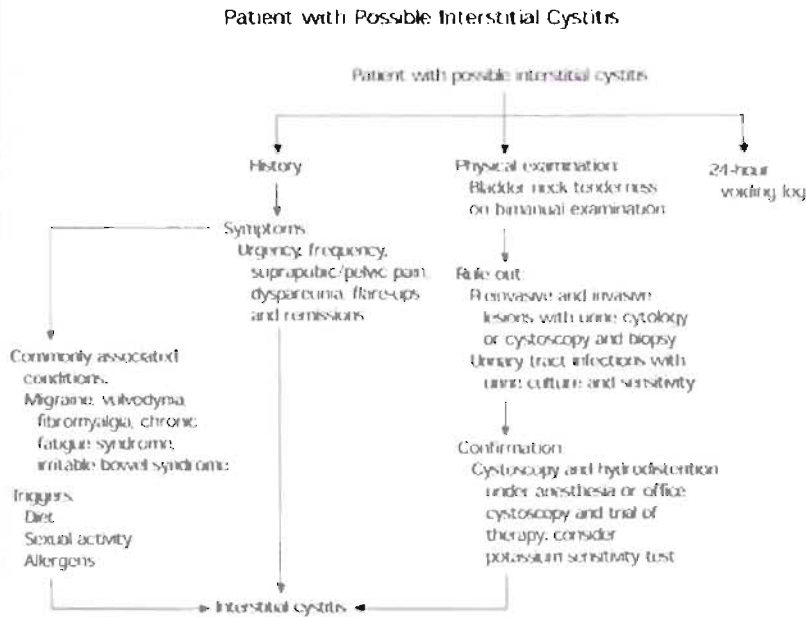 Patient with Possible Interstitial Cystitis
Patient with possible interstitial cystitis
History
Physical examination:
Bladder neck tenderness
on bimanual examination
24-hour
voiding log
Symptoms
Urgency, frequency,
suprapubic/pelvic pain,
dyspareunia, flare-ups
and remissions
Rule out:
Preinvasive and invasive
lesions with urine cytology
or cystoscopy and biopsy
Urinary tract infections with
urine culture and sensitivity
Commonly associated
conditions:
Migraine, vulvodynia,
fibromyalgia, chronic
fatigue syndrome,
irritable bowel syndrome
Triggers
Diet
Sexual activity
Allergens
Confirmation:
Cystoscopy and hydrodistention
under anesthesia or office
cystoscopy and trial of
therapy, consider
potassium sensitivity test
Interstitial cystitis